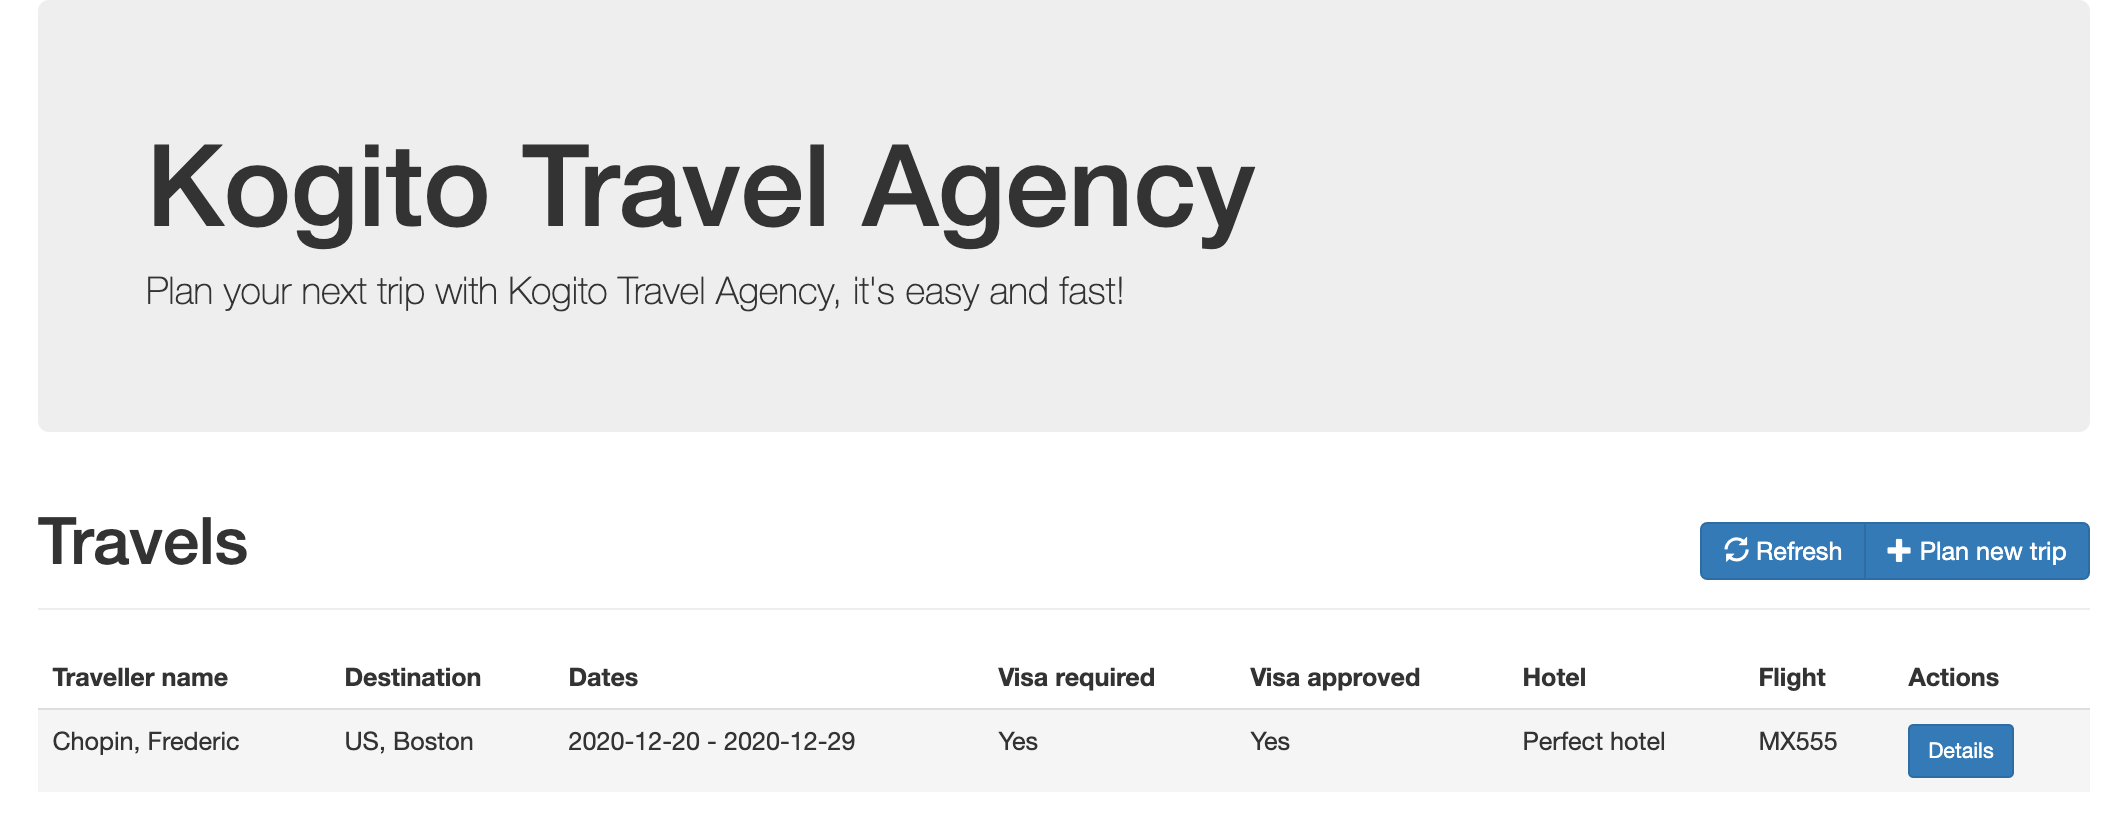 Kogito Travel Agency
Plan your next trip with Kogito Travel Agency, it's easy and fast!
Travels
Refresh Plan new trip
Traveller name Destination Dates Visa required Visa approved Hotel Flight Actions
Chopin, Frederic US, Boston 2020-12-20 - 2020-12-29 Yes Yes Perfect hotel MX555 Details